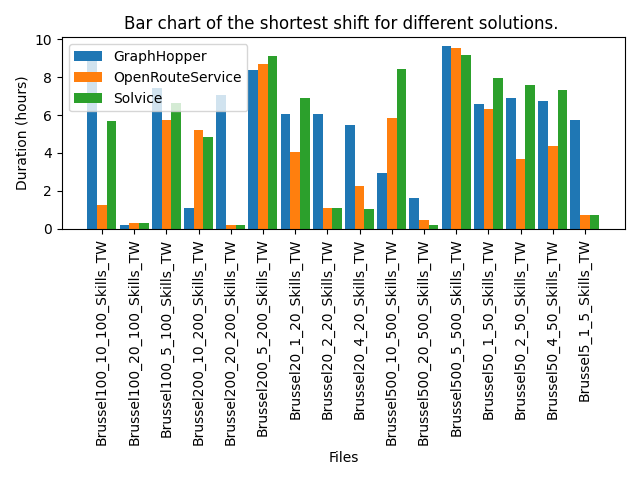 Bar chart of the shortest shift for different solutions.
10
8
6
4
2
0
Duration (hours)
GraphHopper
OpenRouteService
Solvice
Brussel100_10_100_Skills_TW
Brussel100_20_100_Skills_TW
Brussel100_5_100_Skills_TW
Brussel200_10_200_Skills_TW
Brussel200_20_200_Skills_TW
Brussel200_5_200_Skills_TW
Brussel20_1_20_Skills_TW
Brussel20_2_20_Skills_TW
Brussel20_4_20_Skills_TW
Brussel500_10_500_Skills_TW
Brussel500_20_500_Skills_TW
Brussel500_5_500_Skills_TW
Brussel50_1_50_Skills_TW
Brussel50_2_50_Skills_TW
Brussel50_4_50_Skills_TW
Brussel5_1_5_Skills_TW
Files